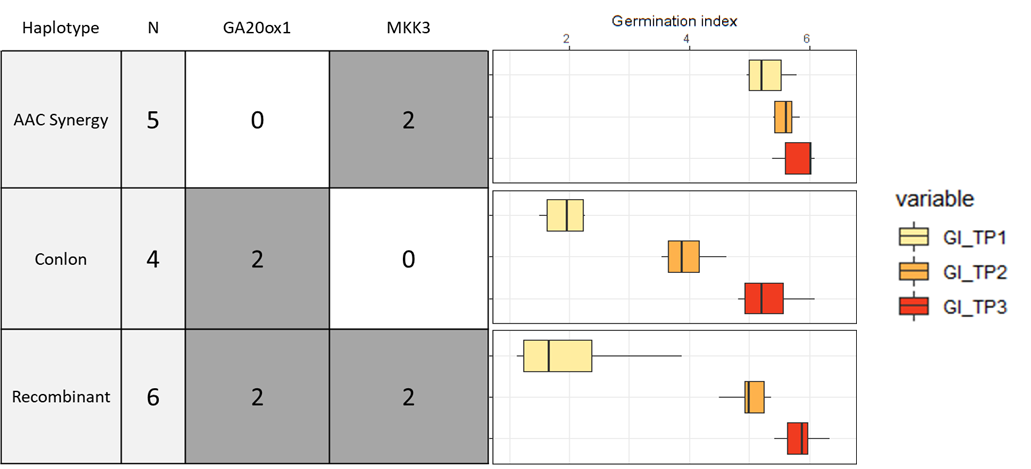 Haplotype N GA20ox1 MKK3 Germination index
2 4 6
AAC Synergy 5 0 2
Conlon 4 2 0
Recombinant 6 2 2
variable
GI_TP1
GI_TP2
GI_TP3